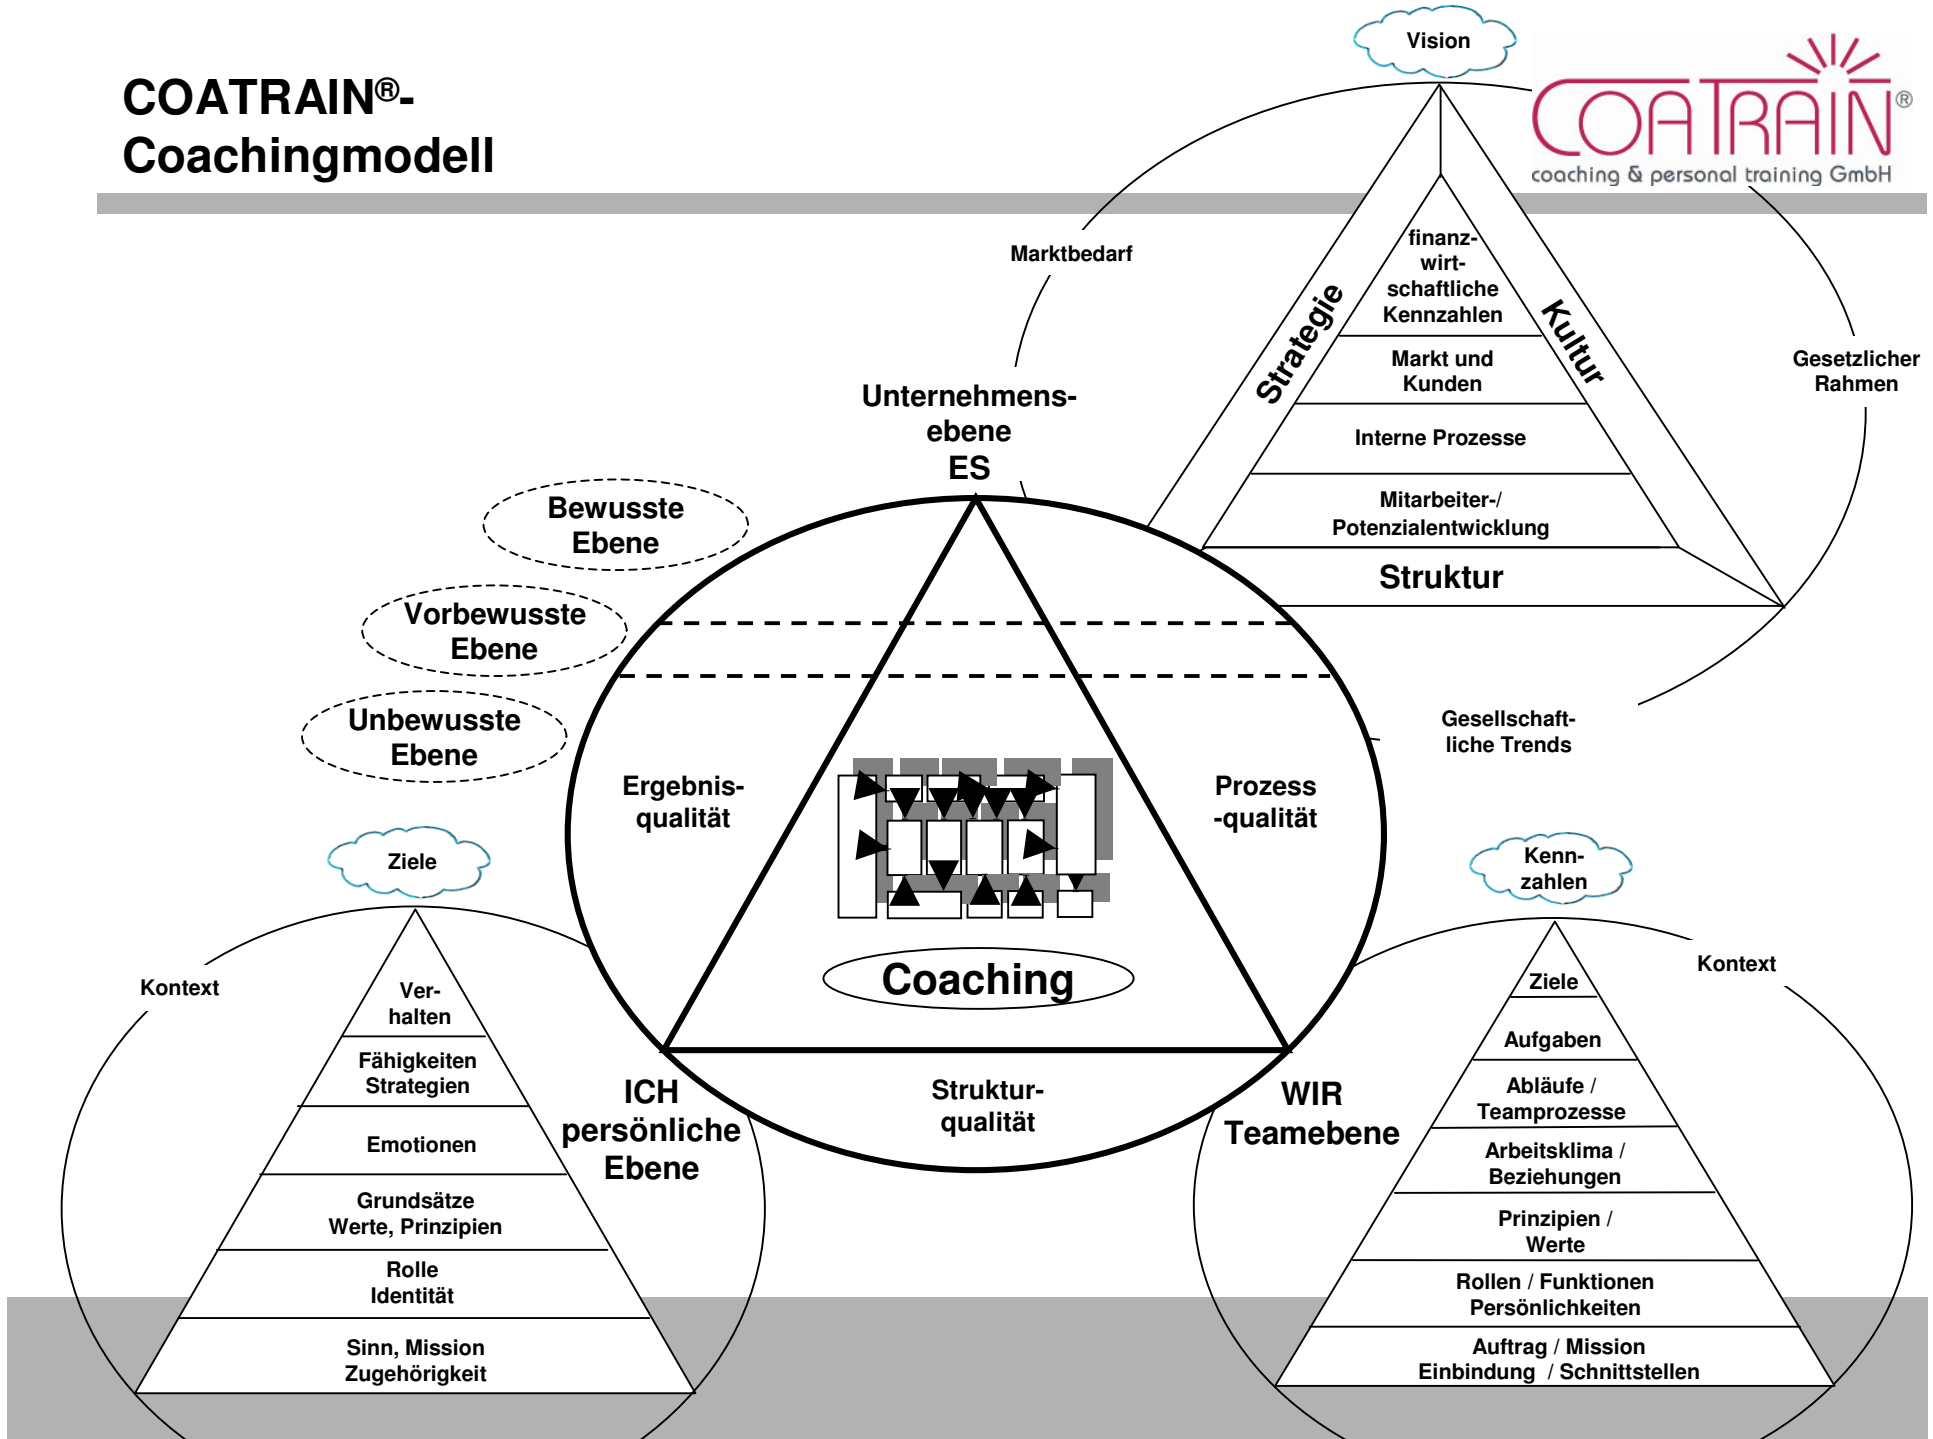 COATRAIN®-
Coachingmodell
Vision
COATRAIN®
coaching & personal training GmbH
Marktbedarf
finanz-
wirt-
schaftliche
Kennzahlen
Strategie
Kultur
Markt und
Kunden
Gesetzlicher
Rahmen
Interne Prozesse
Mitarbeiter-/
Potenzialentwicklung
Struktur
Unternehmens-
ebene
ES
Bewusste
Ebene
Vorbewusste
Ebene
Unbewusste
Ebene
Gesellschaft-
liche Trends
Ergebnis-
qualität
Prozess
-qualität
Coaching
Struktur-
qualität
ICH
persönliche
Ebene
WIR
Teamebene
Ziele
Kontext
Ver-
halten
Fähigkeiten
Strategien
Emotionen
Grundsätze
Werte, Prinzipien
Rolle
Identität
Sinn, Mission
Zugehörigkeit
Kenn-
zahlen
Kontext
Ziele
Aufgaben
Abläufe /
Teamprozesse
Arbeitsklima /
Beziehungen
Prinzipien /
Werte
Rollen / Funktionen
Persönlichkeiten
Auftrag / Mission
Einbindung / Schnittstellen